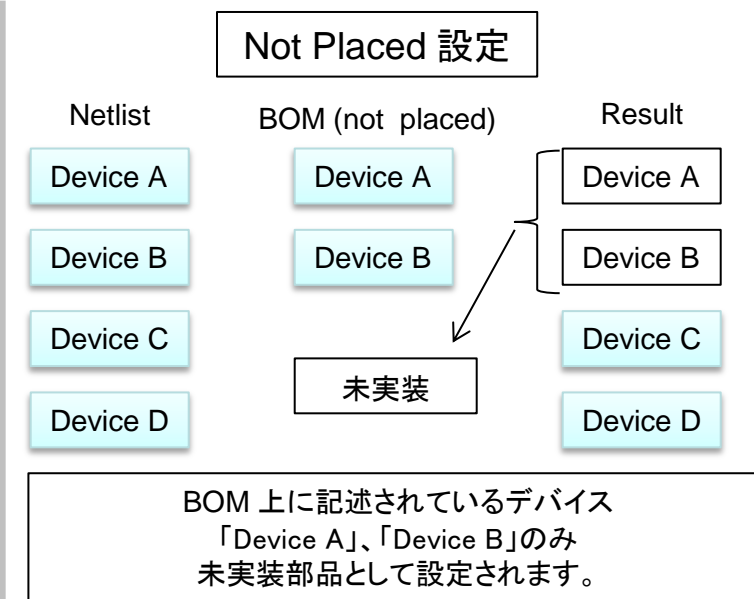 Not Placed 設定
Netlist
BOM (not placed)
Result
Device A
Device A
Device A
Device B
Device B
Device B
Device C
Device C
未実装
Device D
Device D
BOM 上に記述されているデバイス
「Device A」、「Device B」のみ
未実装部品として設定されます。